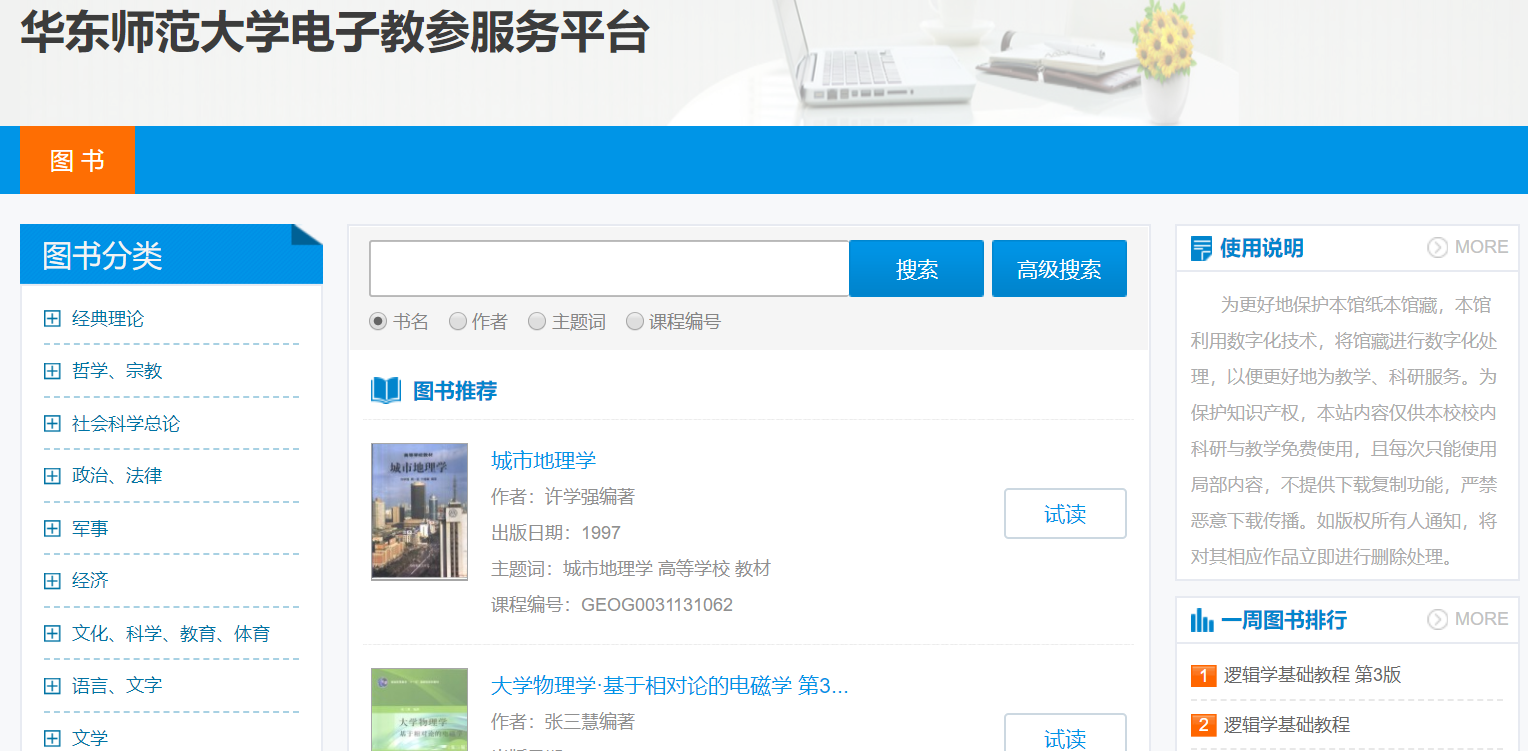 华东师范大学电子教参服务平台
图 书
图书分类
经典理论
哲学、宗教
社会科学总论
政治、法律
军事
经济
文化、科学、教育、体育
语言、文字
文学
搜索
高级搜索
书名 作者 主题词 课程编号
图书推荐
城市地理学
城市地理学
作者：许学强编著
出版日期：1997
主题词：城市地理学 高等学校 教材
课程编号：GEOG0031131062
试读
大学物理学
基于相对论的电磁学
大学物理学·基于相对论的电磁学 第3...
作者：张三慧编著
试读
使用说明 MORE
为更好地保护本馆纸本馆藏，本馆
利用数字化技术，将馆藏进行数字化处
理，以便更好地为教学、科研服务。为
保护知识产权，本站内容仅供本校校内
科研与教学免费使用，且每次只能使用
局部内容，不提供下载复制功能，严禁
恶意下载传播。如版权所有人通知，将
对其相应作品立即进行删除处理。
一周图书排行 MORE
1 逻辑学基础教程 第3版
2 逻辑学基础教程